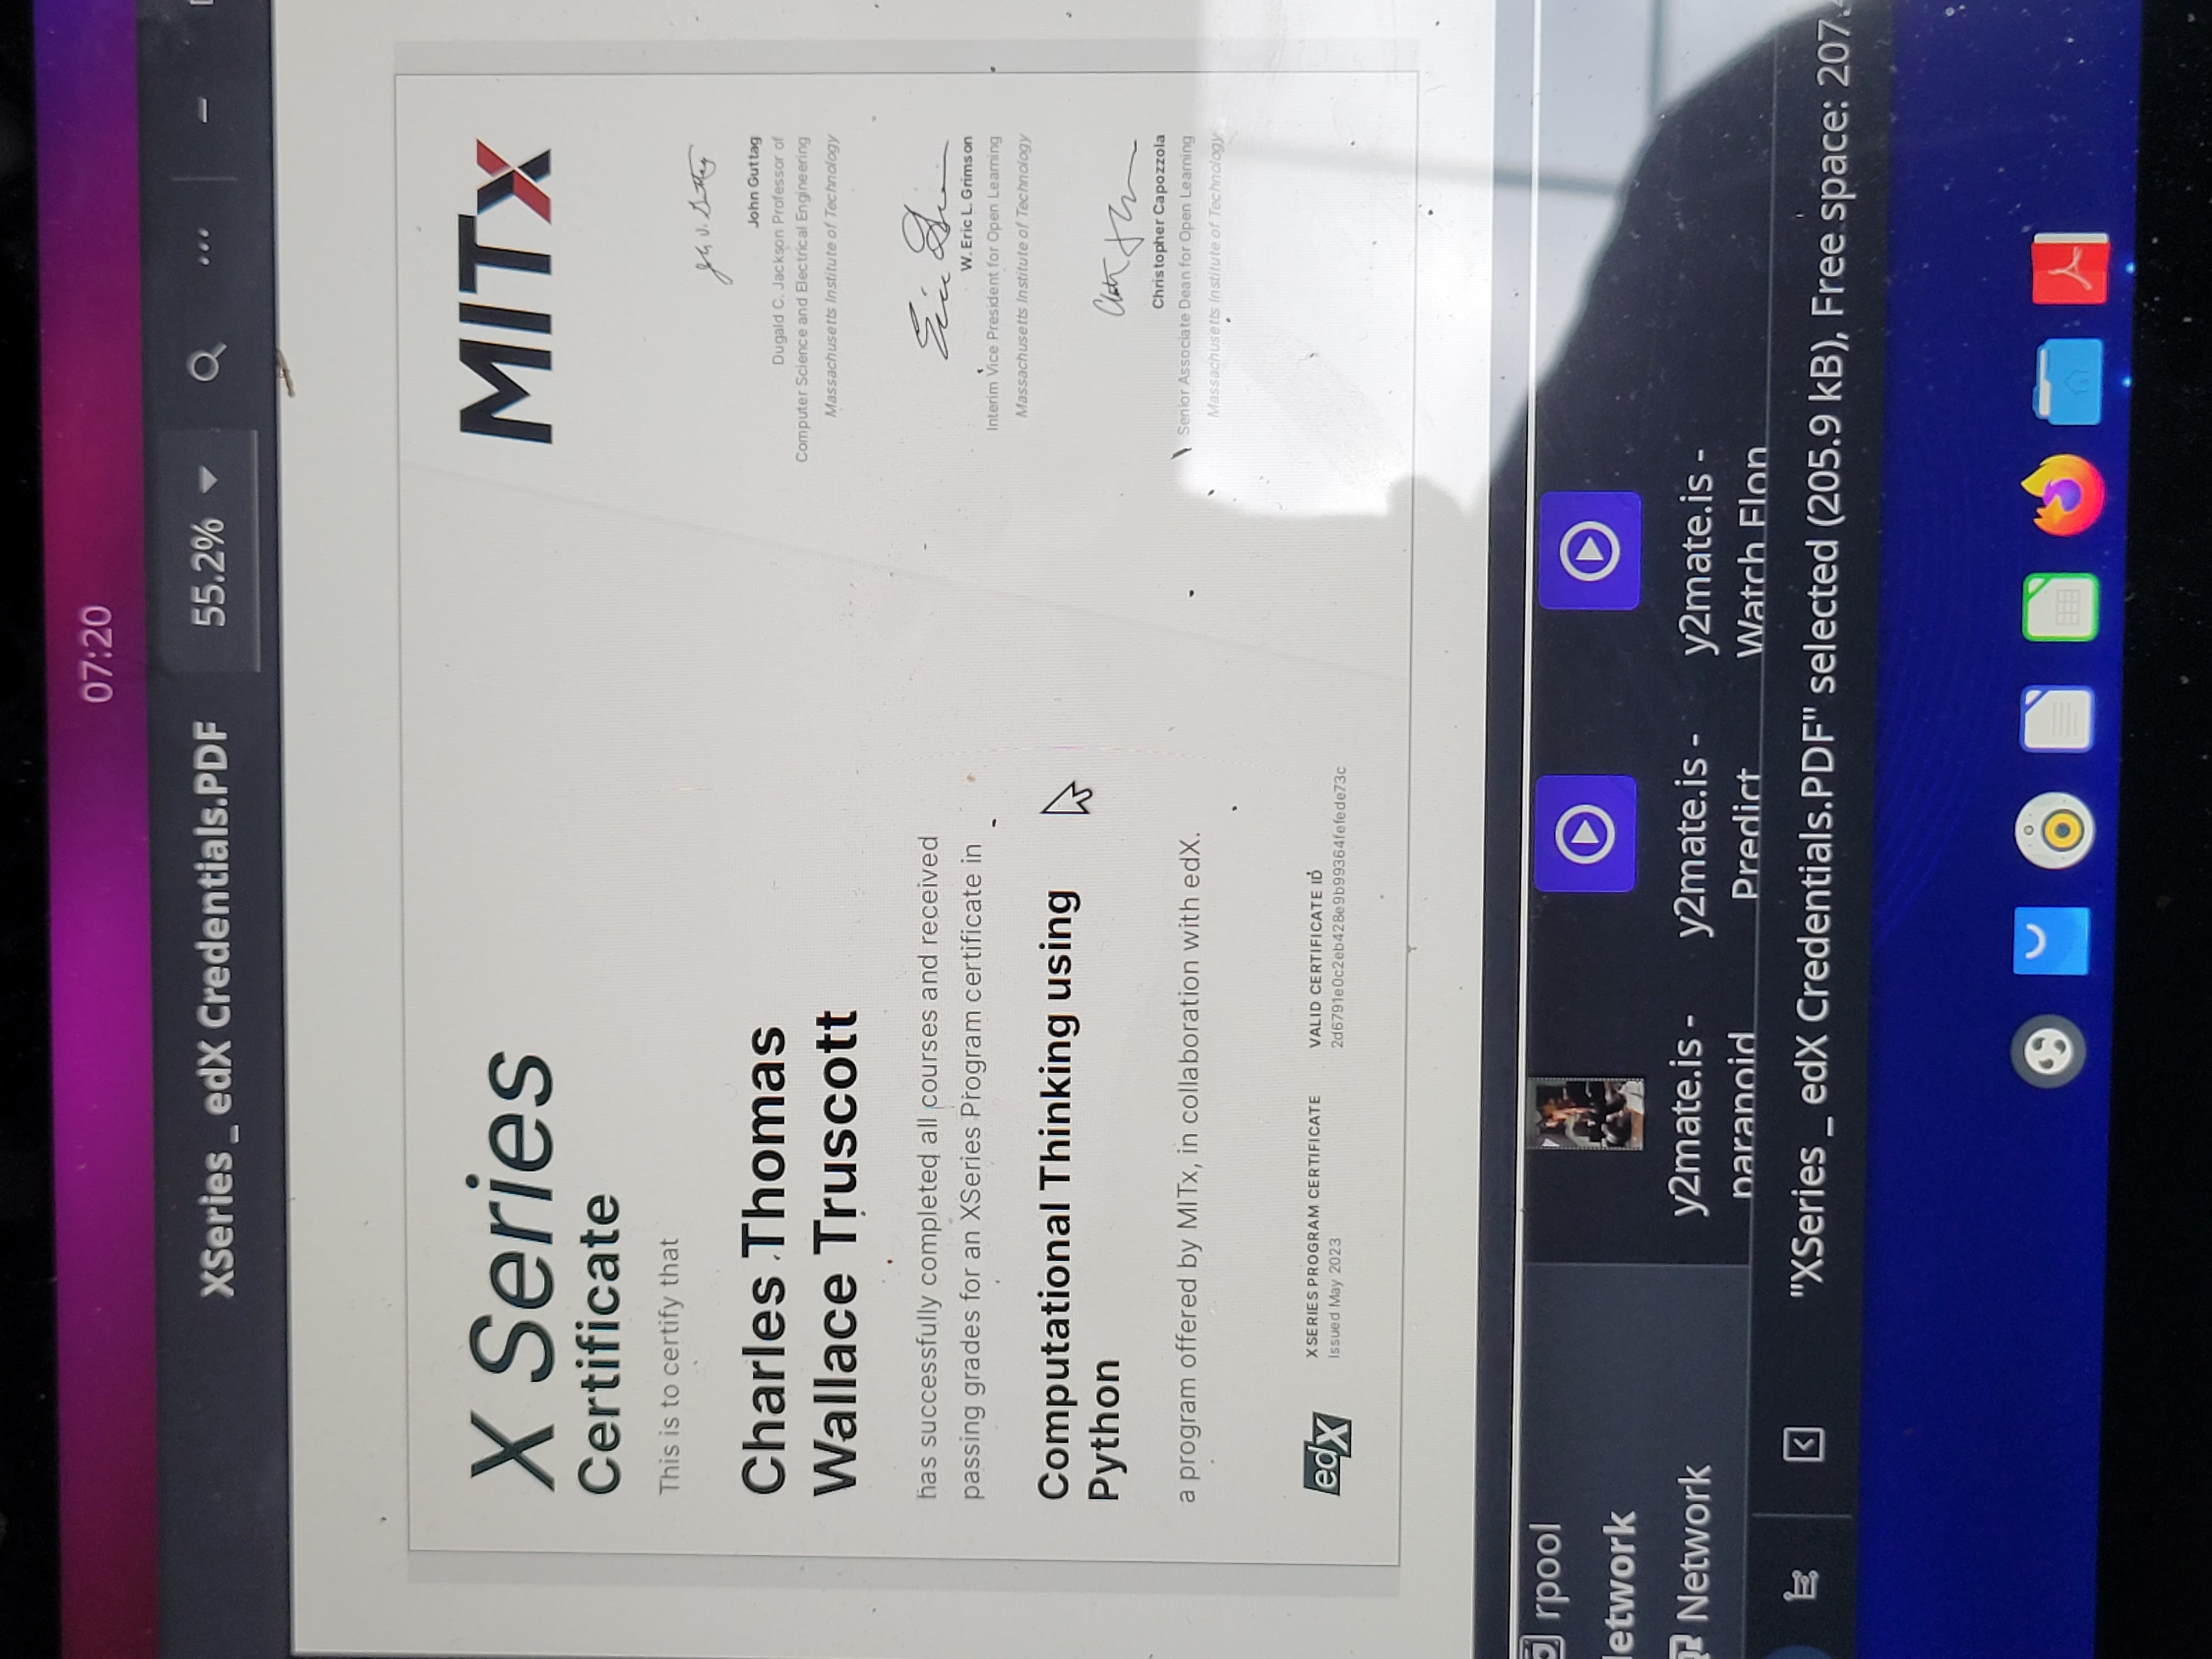 07:20
XSeries _ edX Credentials.PDF
55.2%
X Series
Certificate
This is to certify that
Charles Thomas
Wallace Truscott
has successfully completed all courses and received
passing grades for an XSeries Program certificate in
Computational Thinking using
Python
a program offered by MITx, in collaboration with edX.
edX
XSERIES PROGRAM CERTIFICATE
Issued May 2023
VALID CERTIFICATE ID
2d6791e0c2eb428e9b99364fefede73c
MITx
John Guttag
Dugald C. Jackson Professor of
Computer Science and Electrical Engineering
Massachusetts Institute of Technology
W. Eric L. Grimson
Interim Vice President for Open Learning
Massachusetts Institute of Technology
Christopher Capozzola
Senior Associate Dean for Open Learning
Massachusetts Institute of Technology
rpool
etwork
Network
y2mate.is -
paranoid
y2mate.is -
Predict
y2mate.is -
Watch Elon
"XSeries _ edX Credentials.PDF" selected (205.9 kB), Free space: 207.